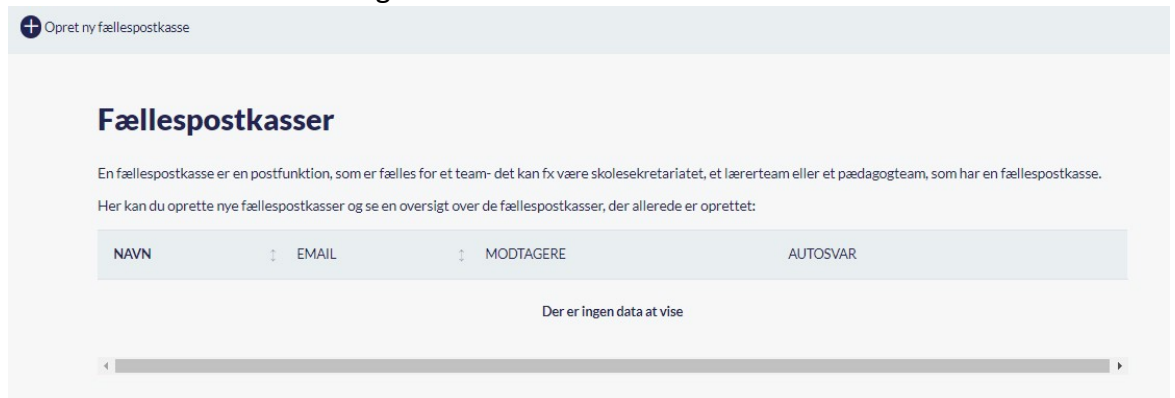 Opret ny fællespostkasse
Fællespostkasser
En fællespostkasse er en postfunktion, som er fælles for et team- det kan fx være skolesekretariatet, et lærerteam eller et pædagogteam, som har en fællespostkasse.
Her kan du oprette nye fællespostkasser og se en oversigt over de fællespostkasser, der allerede er oprettet:
NAVN EMAIL MODTAGERE AUTOSVAR
Der er ingen data at vise